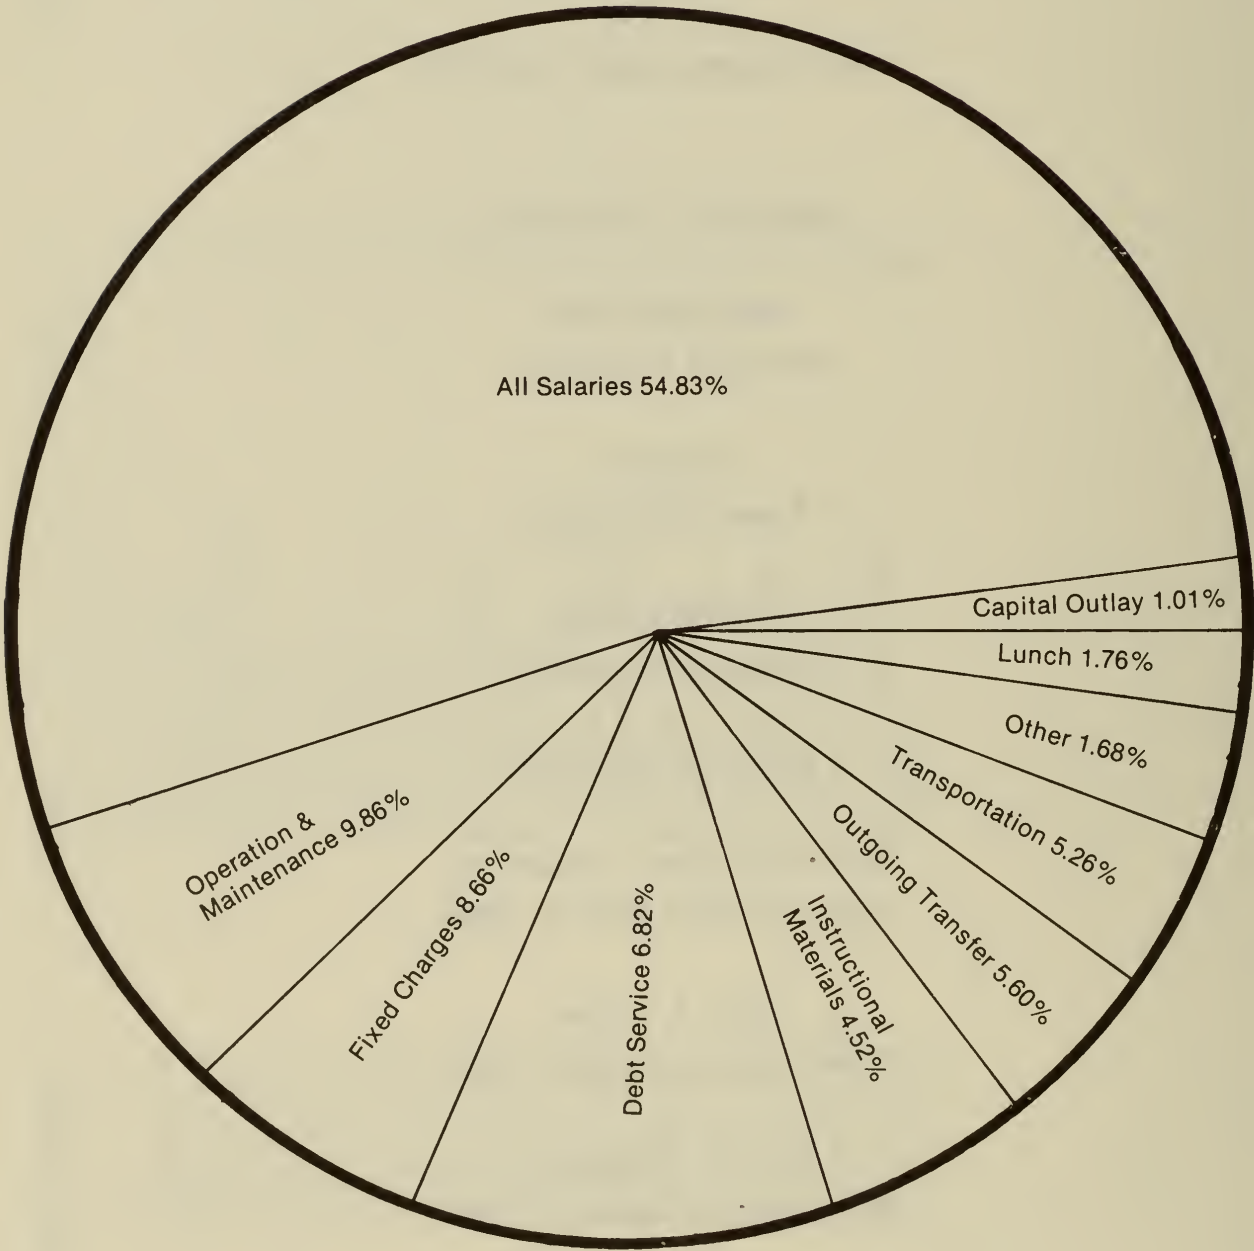 All Salaries 54.83%
Capital Outlay 1.01%
Lunch 1.76%
Other 1.68%
Transportation 5.26%
Outgoing Transfer 5.60%
Instructional
Materials 4.52%
Debt Service 6.82%
Fixed Charges 8.66%
Operation &
Maintenance 9.86%